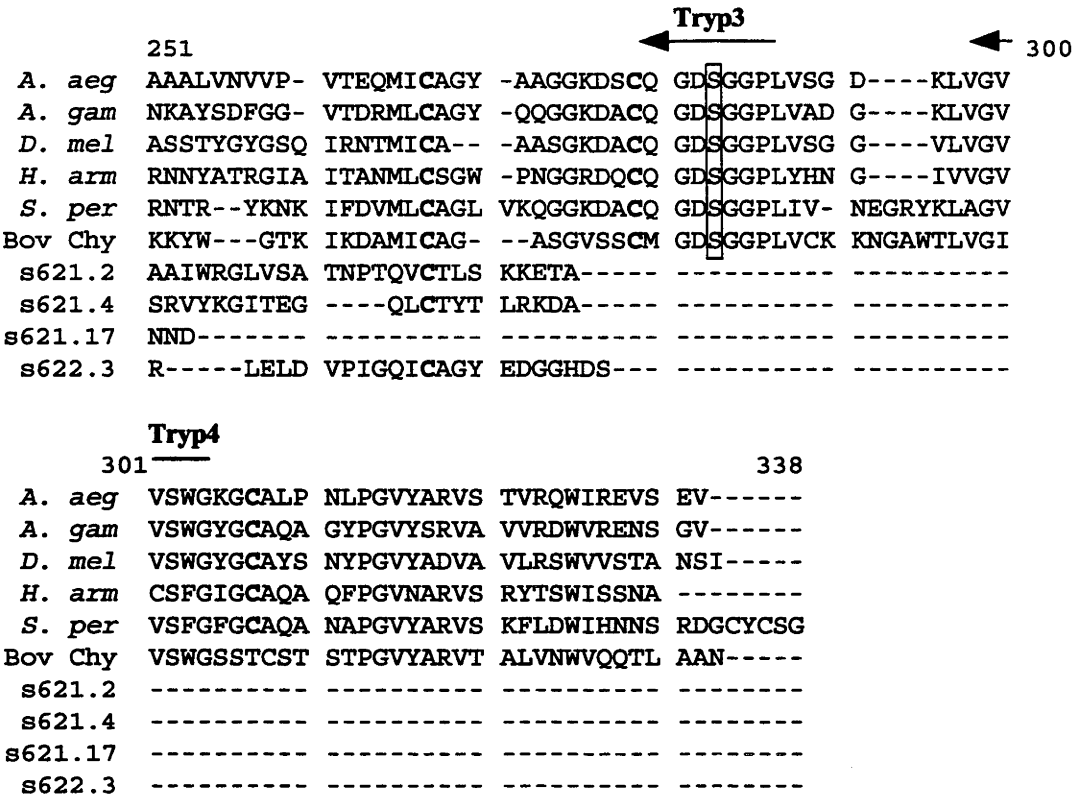 Tryp3
251 300
A. aeg AAALVNVVP- VTEQMICAGY -AAGGKDSCQ GDSGGPLVSG D----KLVGV
A. gam NKAYSDFGG- VTDRMLCAGY -QQGGKDACQ GDSGGPLVAD G----KLVGV
D. mel ASSTYGYGSQ IRNTMICA-- -AASGKDACQ GDSGGPLVSG G----VLVGV
H. arm RNNYATRGIA ITANMLCSGW -PNGGRDQCQ GDSGGPLYHN G----IVVGV
S. per RNTR--YKNK IFDVMLCAGL VKQGGKDACQ GDSGGPLIV- NEGRYKLAGV
Bov Chy KKYW---GTK IKDAMICAG- -ASGVSSCM GDSGGPLVCK KNGAWTLVGI
s621.2 AAIWRGLVSA TNPTQVCTLS KKETA----- ---------- ----------
s621.4 SRVYKGITEG ----QLCTYT LRKDA----- ---------- ----------
s621.17 NND------- ---------- ---------- ---------- ----------
s622.3 R-----LELD VPIGQICAGY EDGGHDS--- ---------- ----------
Tryp4
301 338
A. aeg VSWGKGCALP NLPGVYARVS TVRQWIREVS EV------
A. gam VSWGYGCAQA GYPGVYSRVA VVRDWVRENS GV------
D. mel VSWGYGCAYS NYPGVYADVA VLRSWVVSTA NSI-----
H. arm CSFGIGCAQA QFPGVNARVS RYTSWISSNA --------
S. per VSFGFGCAQA NAPGVYARVS KFLDWIHNNS RDGCYCSG
Bov Chy VSWGSSTCST STPGVYARVT ALVNWVQQTL AAN-----
s621.2 ---------- ---------- ---------- --------
s621.4 ---------- ---------- ---------- --------
s621.17 ---------- ---------- ---------- --------
s622.3 ---------- ---------- ---------- --------